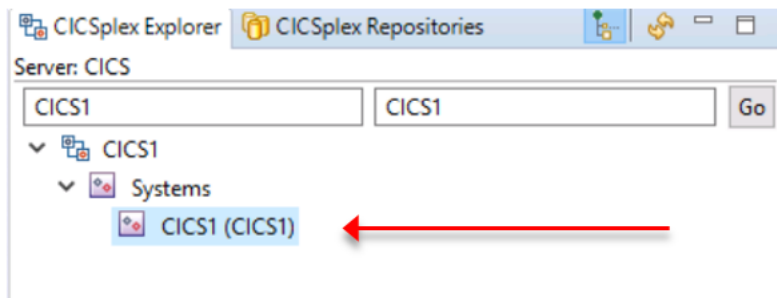 CICSplex Explorer CICSplex Repositories
Server: CICS
CICS1 CICS1 Go
CICS1
Systems
CICS1 (CICS1)